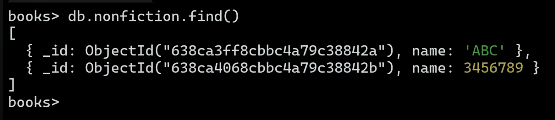 books> db.nonfiction.find()
[
  { _id: ObjectId("638ca3ff8cbbc4a79c38842a"), name: 'ABC' },
  { _id: ObjectId("638ca4068cbbc4a79c38842b"), name: 3456789 }
]
books>